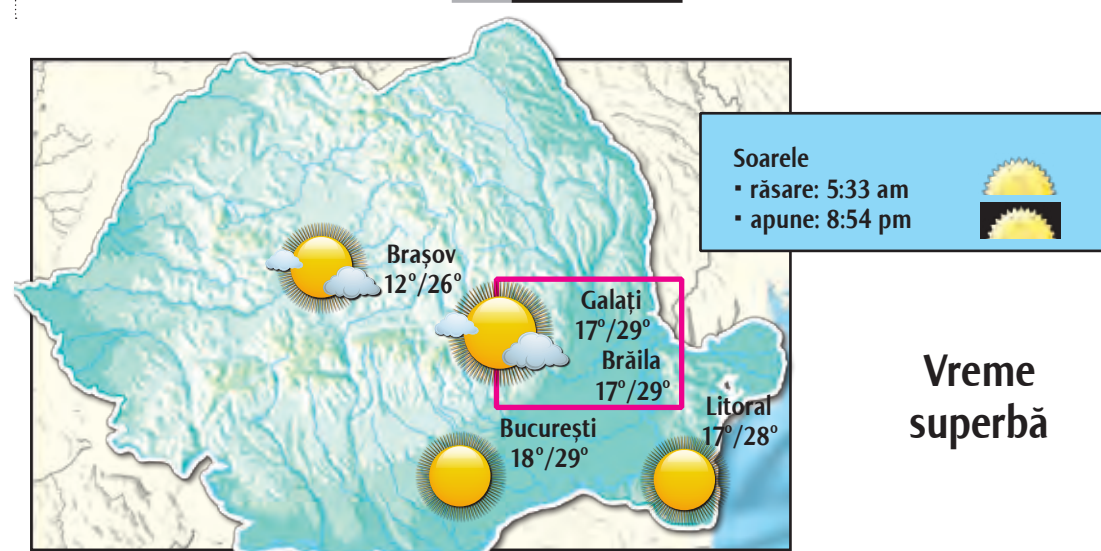 Soarele
▪ răsare: 5:33 am
▪ apune: 8:54 pm
Brașov
12°/26°
Galați
17°/29°
Brăila
17°/29°
Litoral
17°/28°
București
18°/29°
Vreme
superbă